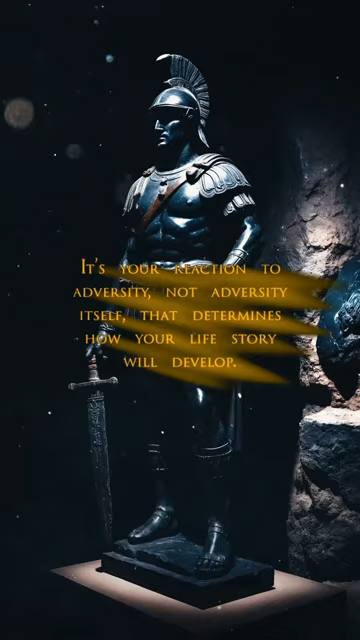 It's your reaction to
adversity, not adversity
itself, that determines
how your life story
will develop.